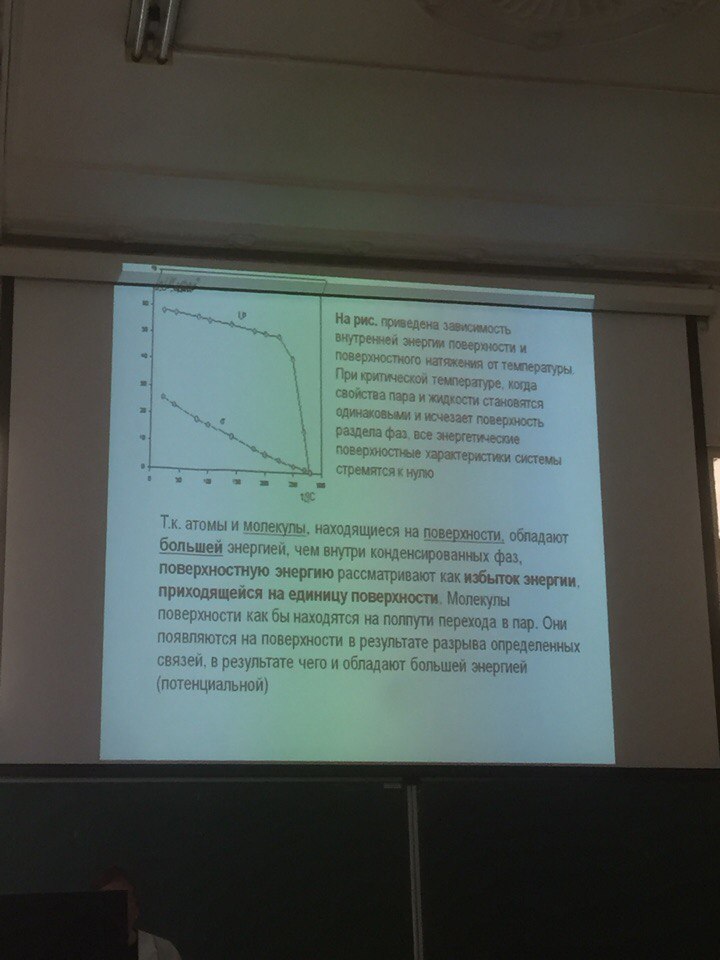 60
50
40
30
20
10
0
0 50 100 150 200 250
t,°C
σ
На рис. приведена зависимость
внутренней энергии поверхности и
поверхностного натяжения от температуры.
При критической температуре, когда
свойства пара и жидкости становятся
одинаковыми и исчезает поверхность
раздела фаз, все энергетические
поверхностные характеристики системы
стремятся к нулю
Т.к. атомы и молекулы, находящиеся на поверхности, обладают
большей энергией, чем внутри конденсированных фаз,
поверхностную энергию рассматривают как избыток энергии,
приходящейся на единицу поверхности. Молекулы
поверхности как бы находятся на полпути перехода в пар. Они
появляются на поверхности в результате разрыва определенных
связей, в результате чего и обладают большей энергией
(потенциальной)